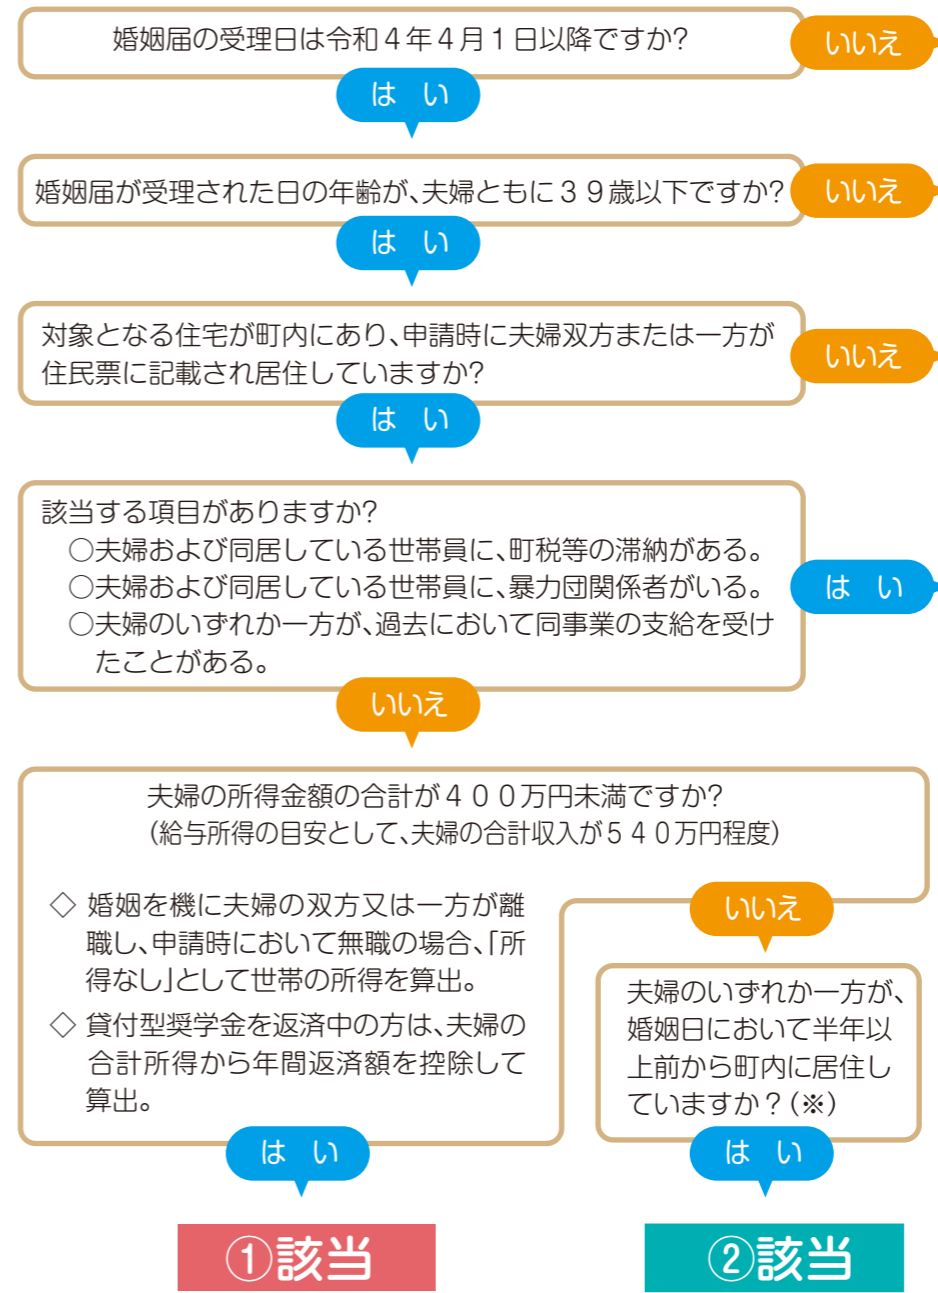 婚姻届の受理日は令和４年４月１日以降ですか?
いいえ
は　い
婚姻届が受理された日の年齢が、夫婦ともに３９歳以下ですか?
いいえ
は　い
対象となる住宅が町内にあり、申請時に夫婦双方または一方が
住民票に記載され居住していますか?
いいえ
は　い
該当する項目がありますか?
○夫婦および同居している世帯員に、町税等の滞納がある。
○夫婦および同居している世帯員に、暴力団関係者がいる。
○夫婦のいずれか一方が、過去において同事業の支給を受け
たことがある。
は　い
いいえ
夫婦の所得金額の合計が４００万円未満ですか?
（給与所得の目安として、夫婦の合計収入が５４０万円程度）
◇ 婚姻を機に夫婦の双方又は一方が離
職し、申請時において無職の場合、「所
得なし」として世帯の所得を算出。
◇ 貸付型奨学金を返済中の方は、夫婦の
合計所得から年間返済額を控除して
算出。
は　い
①該当
いいえ
夫婦のいずれか一方が、
婚姻日において半年以
上前から町内に居住し
ていますか？（※）
は　い
②該当